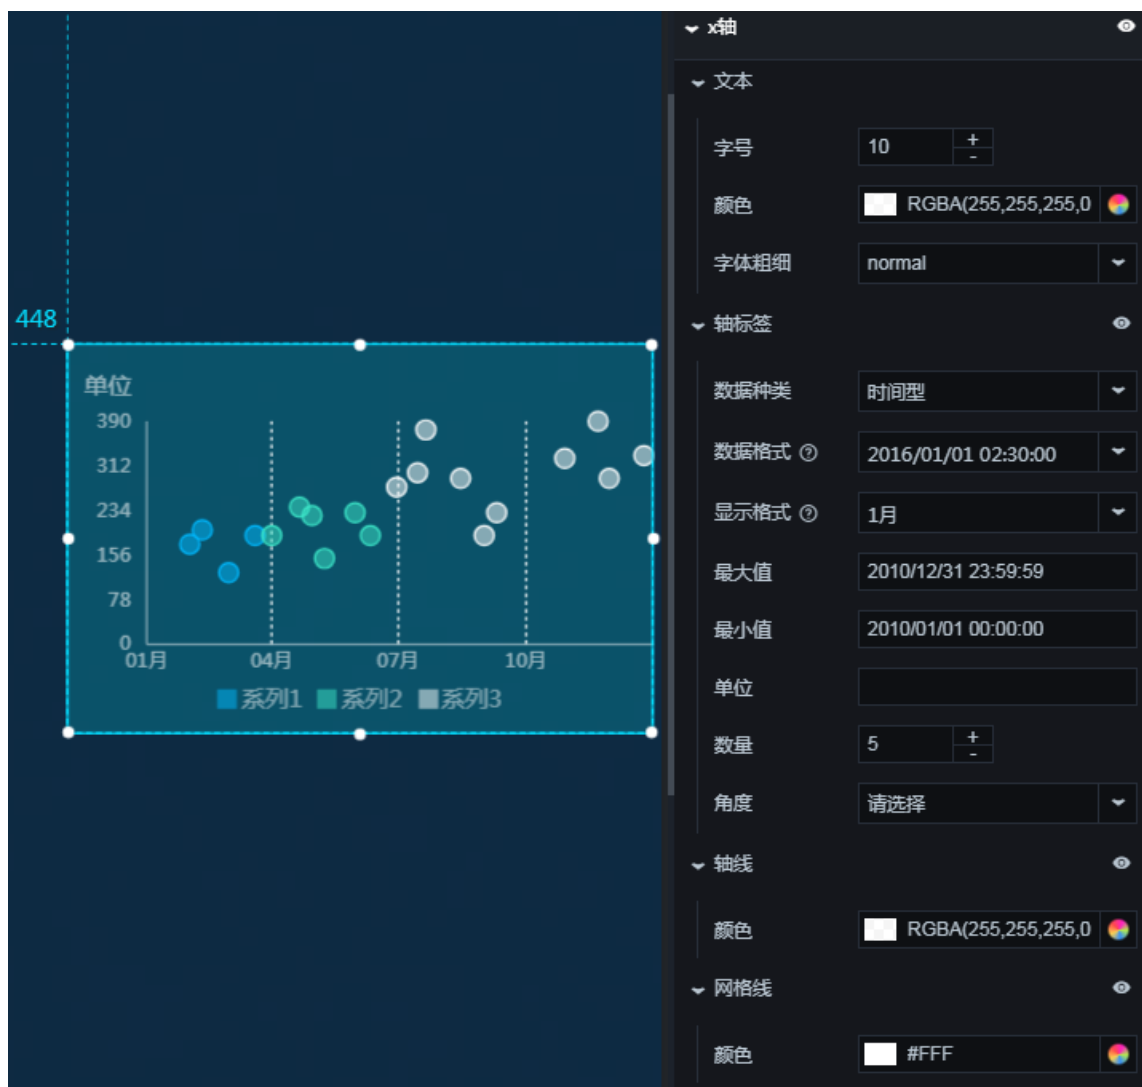 448
单位
390
312
234
156
78
0
01月 04月 07月 10月
系列1 系列2 系列3
x轴
文本
字号 10 + -
颜色 RGBA(255,255,255,0
字体粗细 normal
轴标签
数据种类 时间型
数据格式 ? 2016/01/01 02:30:00
显示格式 ? 1月
最大值 2010/12/31 23:59:59
最小值 2010/01/01 00:00:00
单位
数量 5 + -
角度 请选择
轴线
颜色 RGBA(255,255,255,0
网格线
颜色 #FFF